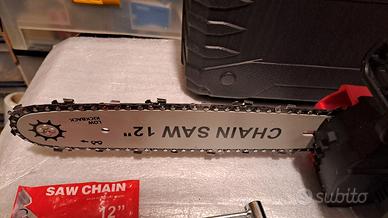 CHAIN SAW 12"
LOW
KICKBACK
SAW CHAIN
12"
subito